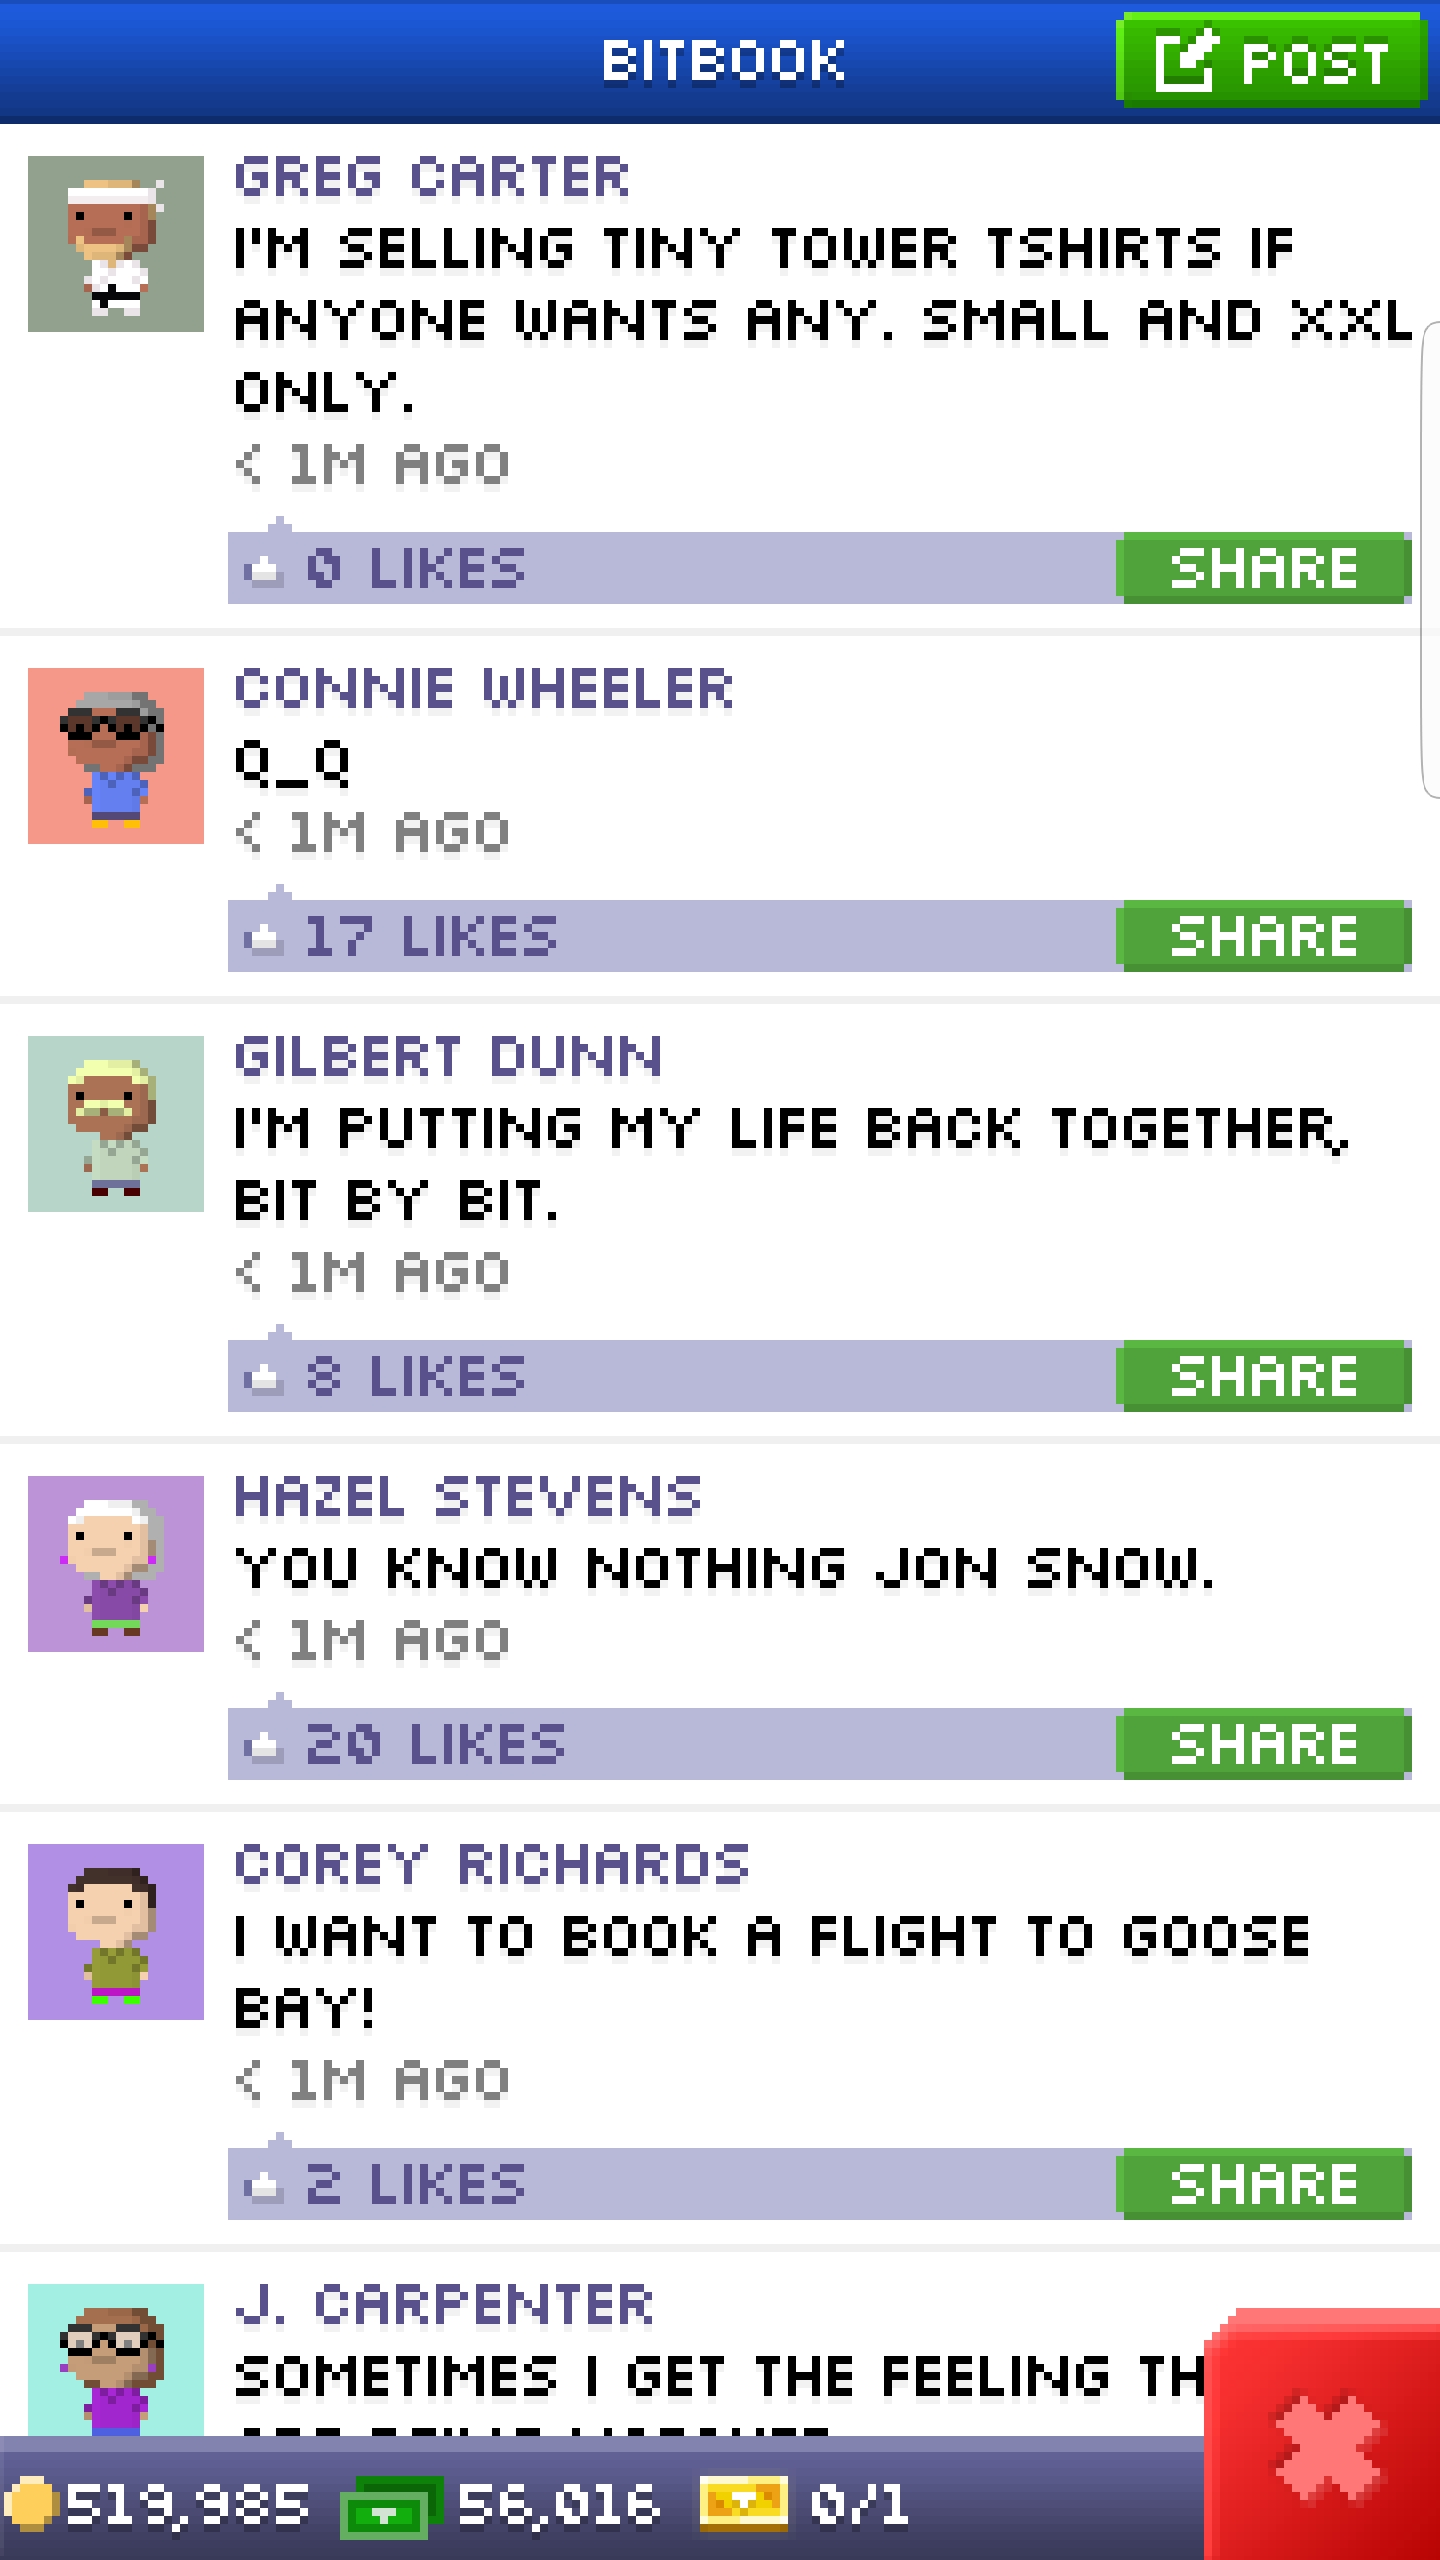 BITBOOK
POST
GREG CARTER
I'M SELLING TINY TOWER TSHIRTS IF
ANYONE WANTS ANY. SMALL AND XXL
ONLY.
< 1M AGO
0 LIKES
SHARE
CONNIE WHEELER
Q_Q
< 1M AGO
17 LIKES
SHARE
GILBERT DUNN
I'M PUTTING MY LIFE BACK TOGETHER,
BIT BY BIT.
< 1M AGO
8 LIKES
SHARE
HAZEL STEVENS
YOU KNOW NOTHING JON SNOW.
< 1M AGO
20 LIKES
SHARE
COREY RICHARDS
I WANT TO BOOK A FLIGHT TO GOOSE
BAY!
< 1M AGO
2 LIKES
SHARE
J. CARPENTER
SOMETIMES I GET THE FEELING TH
519,985
56,016
0/1